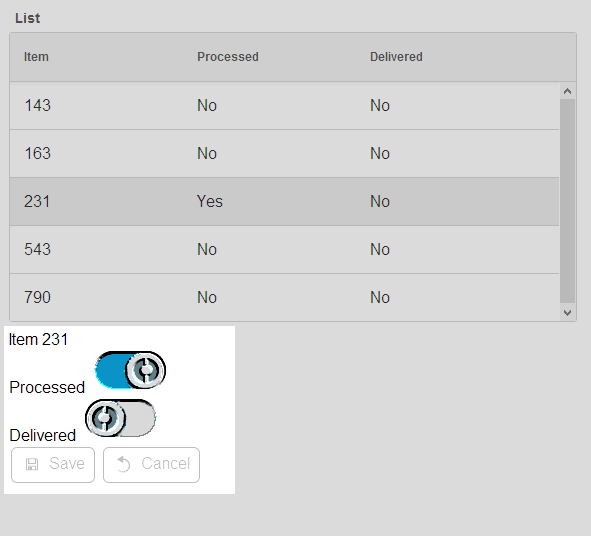 List
Item Processed Delivered
143 No No
163 No No
231 Yes No
543 No No
790 No No
Item 231
Processed
Delivered
Save Cancel